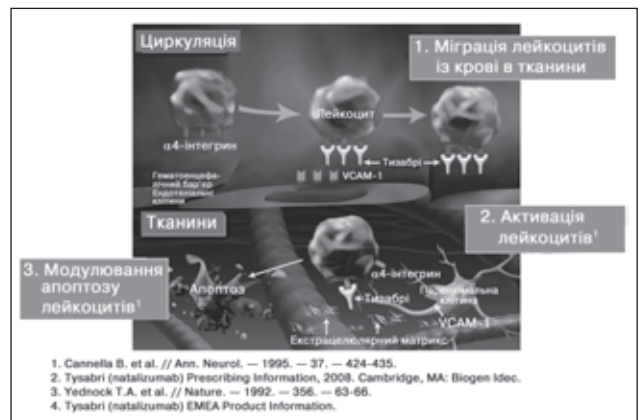 Циркуляція
1. Міграція лейкоцитів
із крові в тканини
Лейкоцит
α4-інтегрин
Тизабрі
VCAM-1
Гематоенцефа-
лічний бар'єр
Ендотеліальні
клітини
Тканини
2. Активація
лейкоцитів¹
3. Модулювання
апоптозу
лейкоцитів¹
Апоптоз
α4-інтегрин
Тизабрі
Паренхімальна
клітина
VCAM-1
Екстрацелюлярний матрикс
1. Cannella B. et al. // Ann. Neurol. — 1995. — 37. — 424-435.
2. Tysabri (natalizumab) Prescribing Information, 2008. Cambridge, MA: Biogen Idec.
3. Yednock T.A. et al. // Nature. — 1992. — 356. — 63-66.
4. Tysabri (natalizumab) EMEA Product Information.